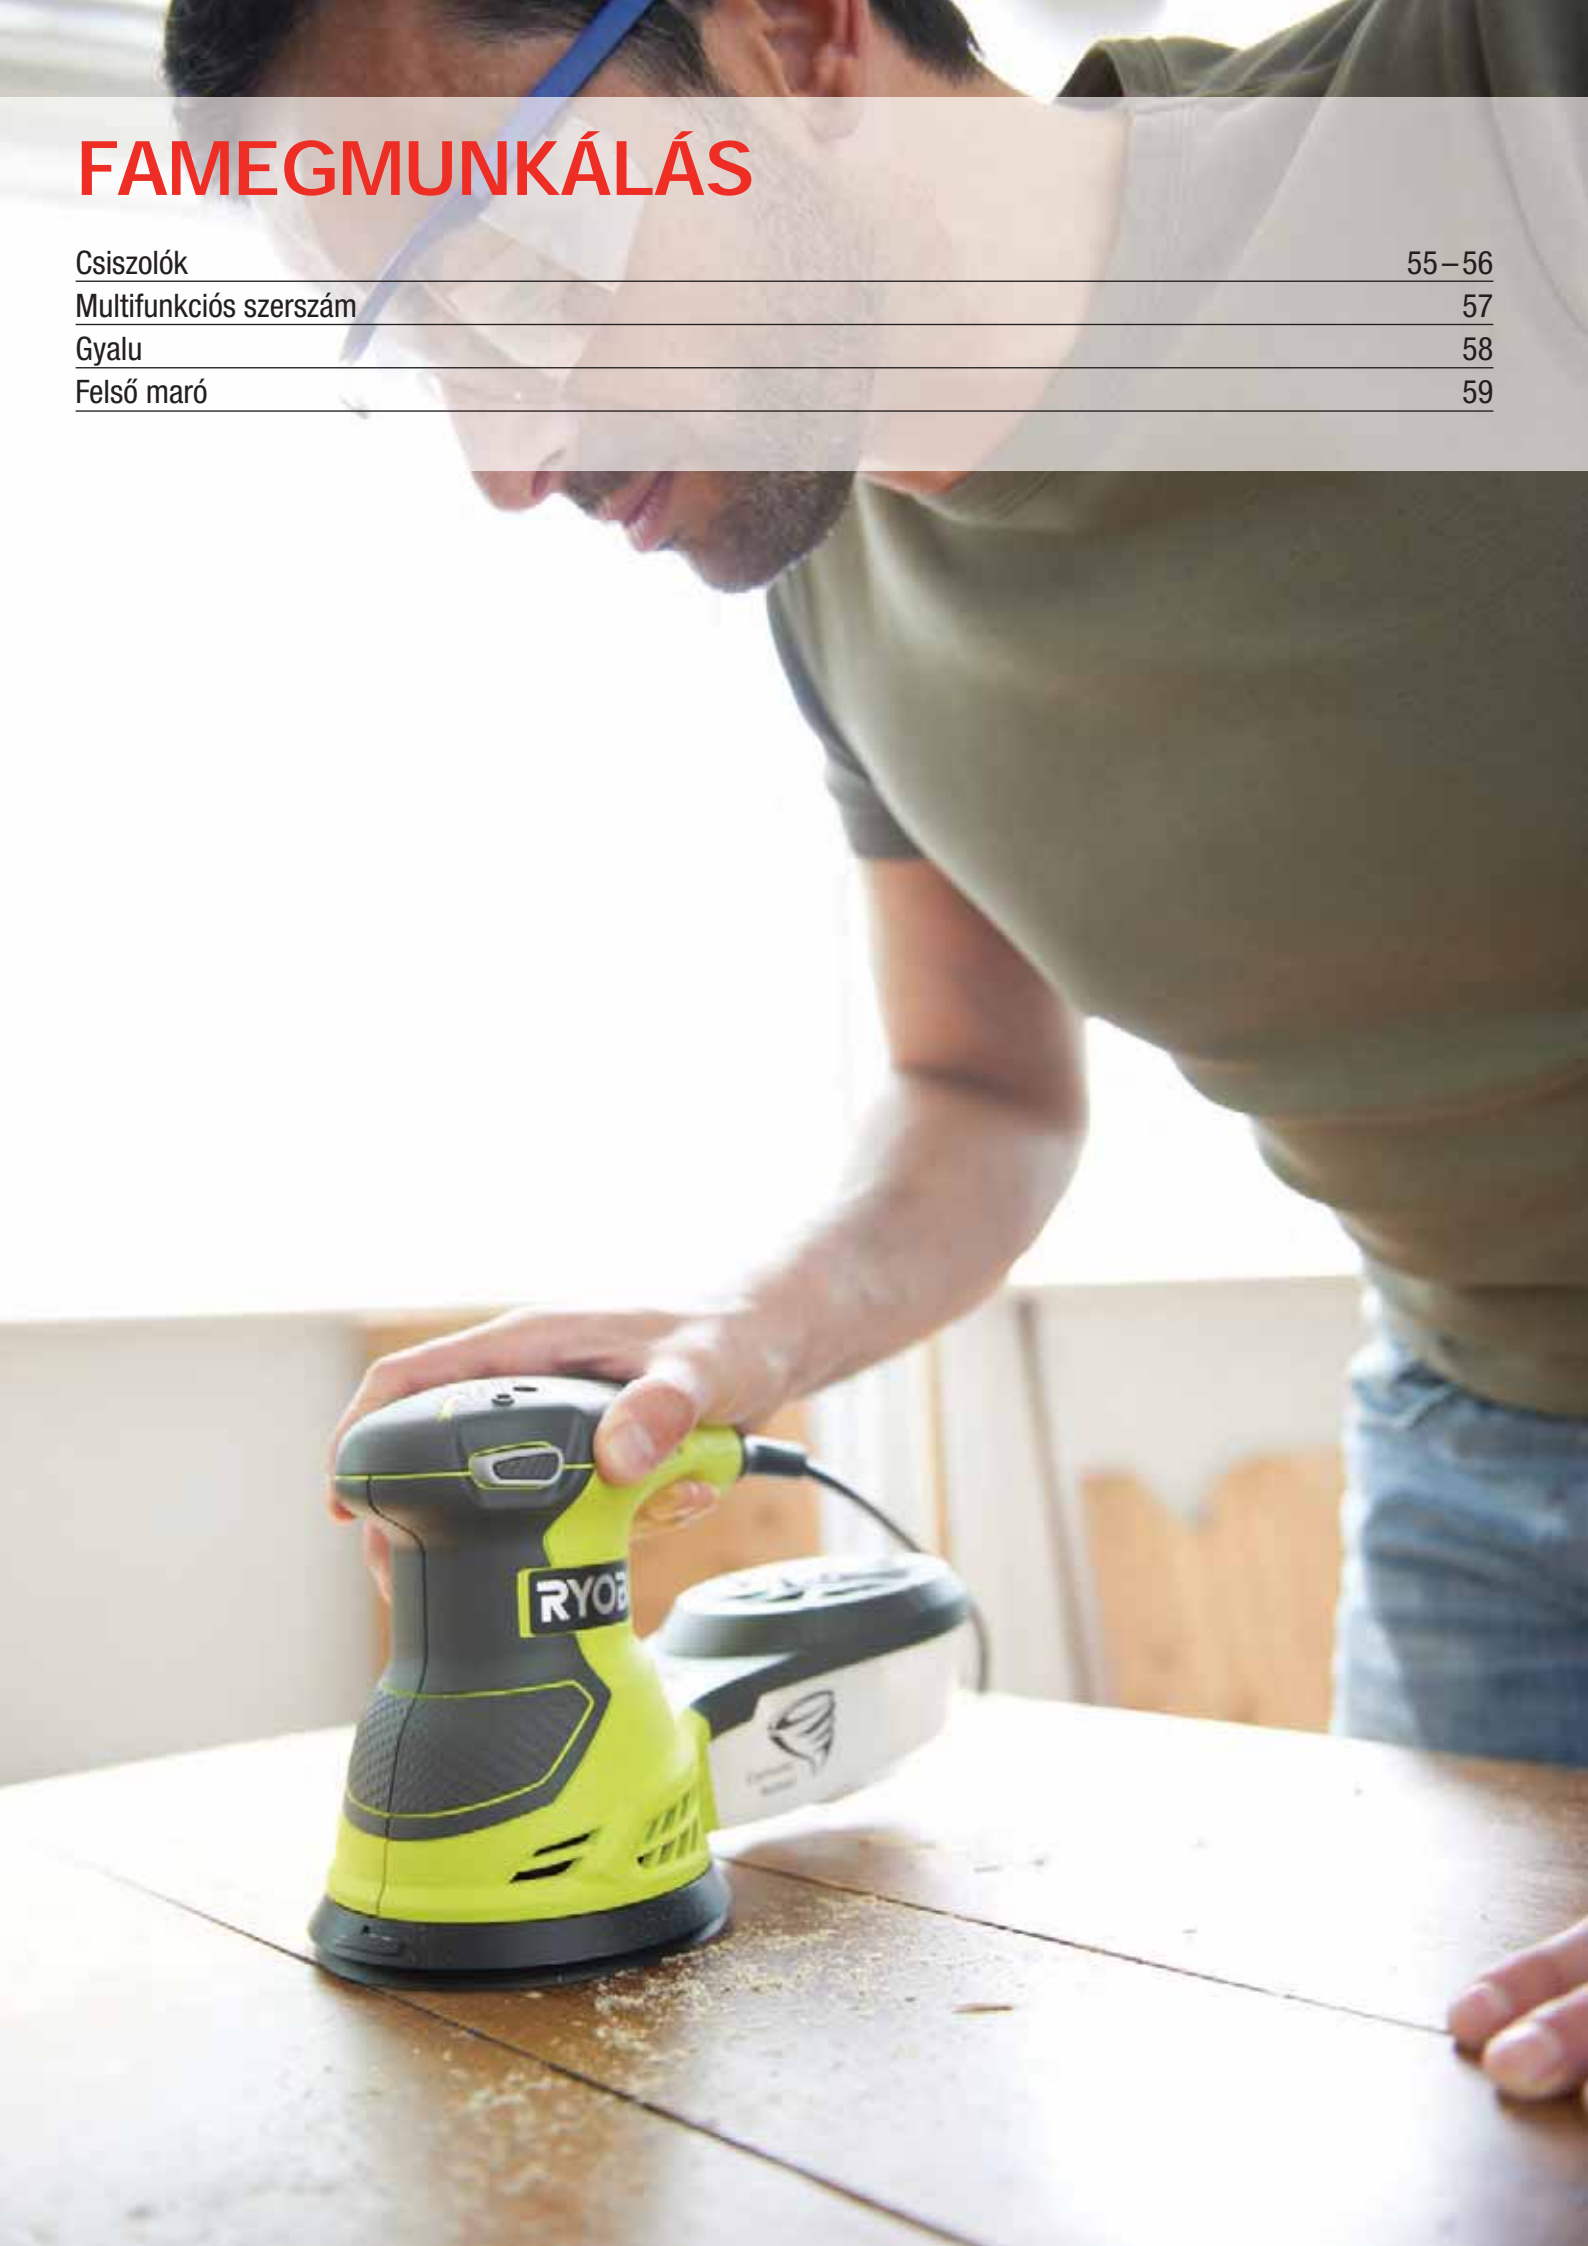 FAMEGMUNKÁLÁS
Csiszolók 55–56
Multifunkciós szerszám 57
Gyalu 58
Felső maró 59
RYOB